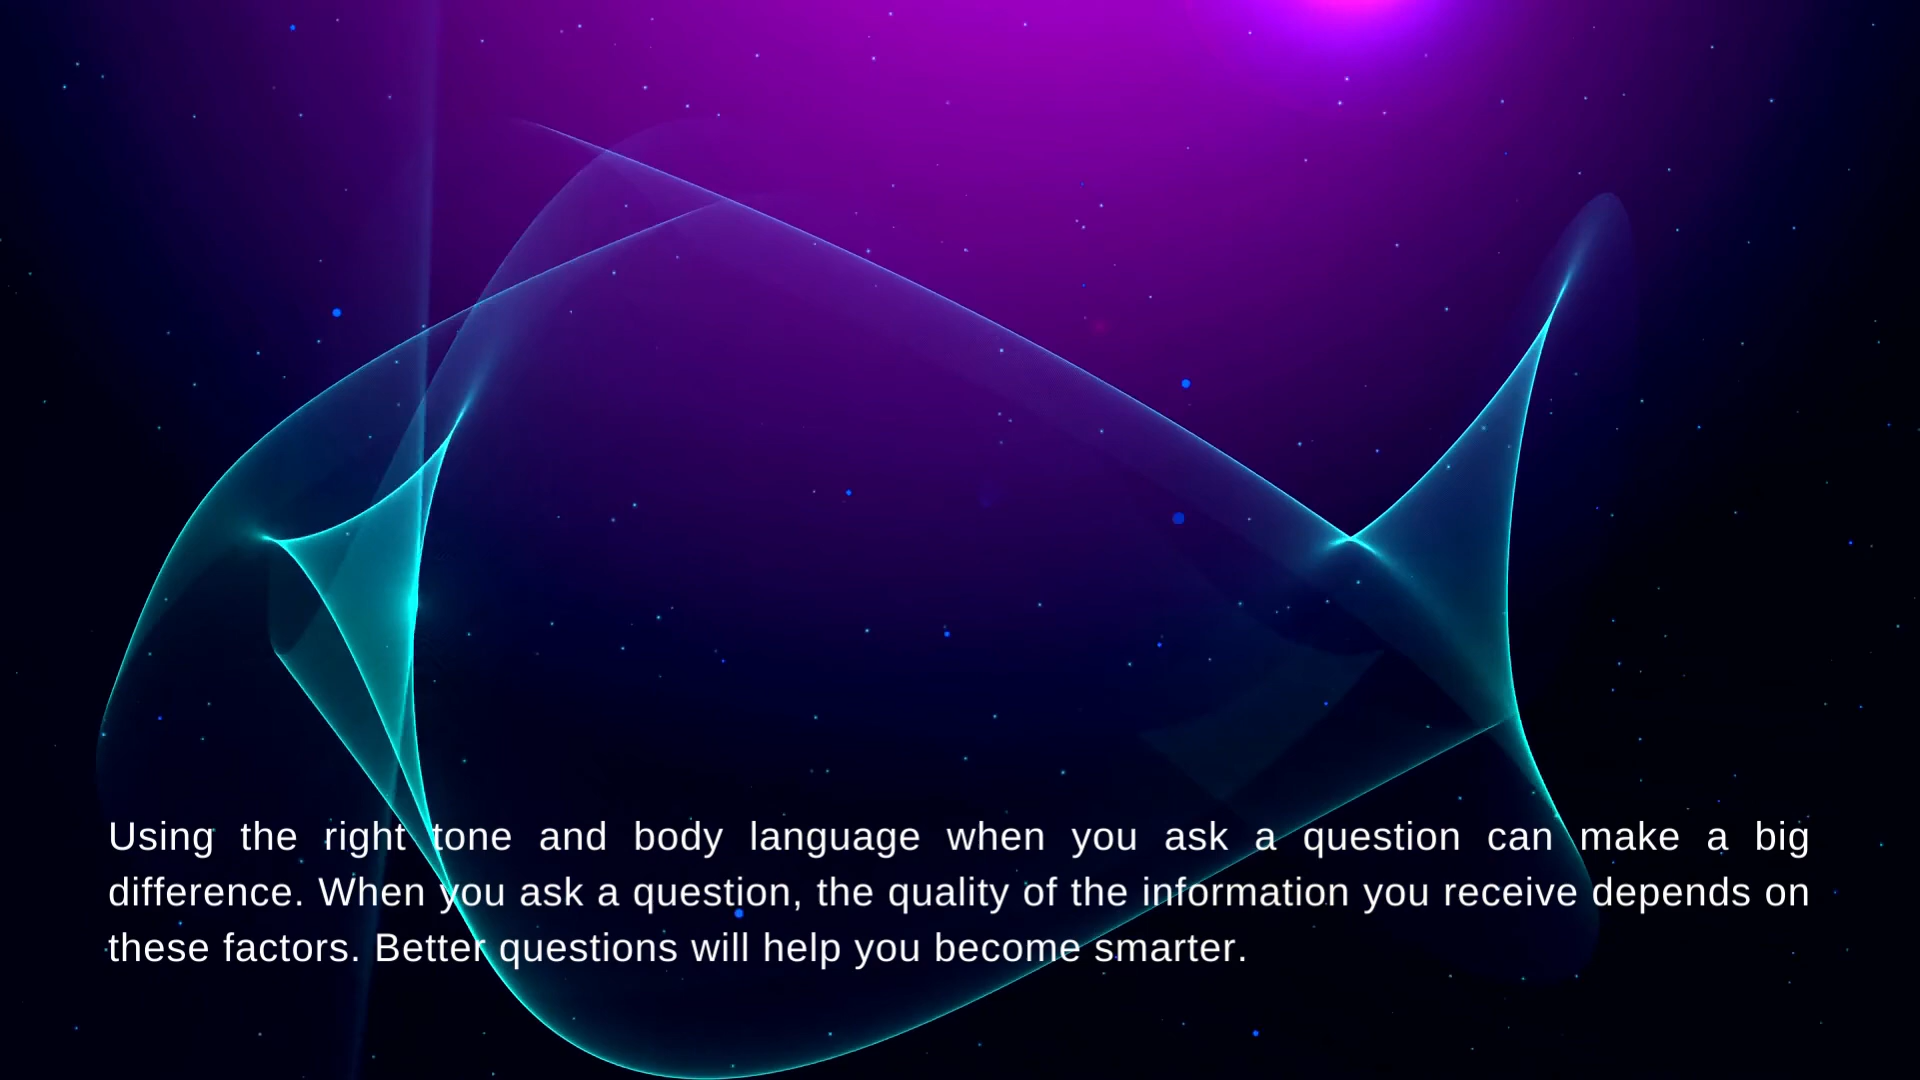 Using the right tone and body language when you ask a question can make a big
difference. When you ask a question, the quality of the information you receive depends on
these factors. Better questions will help you become smarter.